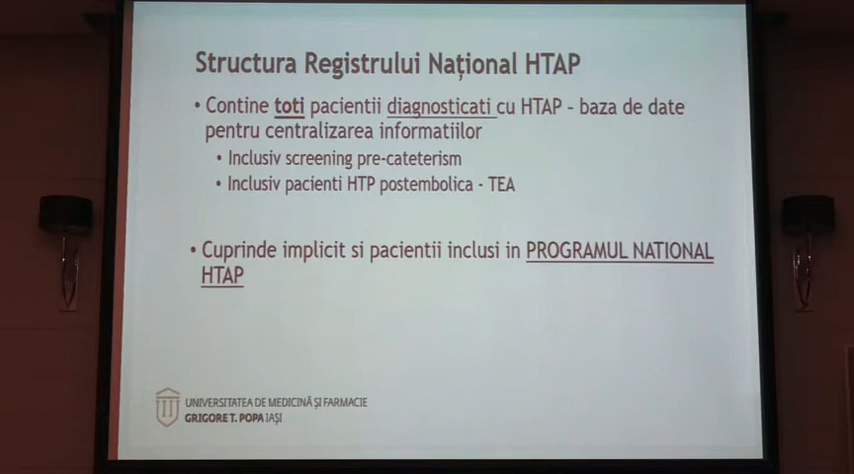 Structura Registrului Național HTAP
• Contine toti pacientii diagnosticati cu HTAP - baza de date
pentru centralizarea informatiilor
• Inclusiv screening pre-cateterism
• Inclusiv pacienti HTP postembolica - TEA
• Cuprinde implicit si pacientii inclusi in PROGRAMUL NATIONAL
HTAP
UNIVERSITATEA DE MEDICINĂ ȘI FARMACIE
GRIGORE T. POPA IAȘI